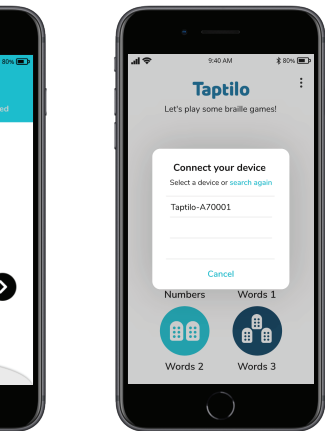 80%
ed
9:40 AM
80%
Taptilo
Let's play some braille games!
Connect your device
Select a device or search again
Taptilo-A70001
Cancel
Numbers Words 1
Words 2 Words 3